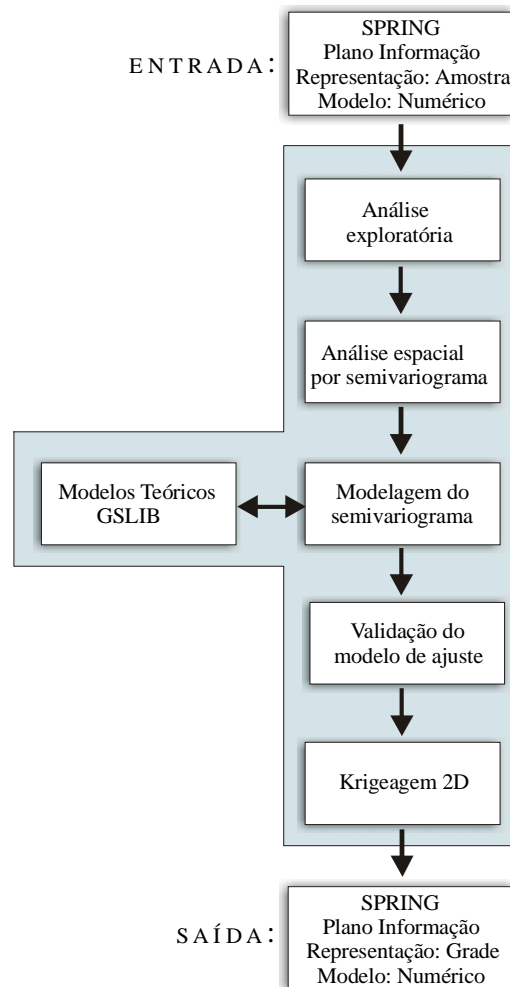 SPRING
Plano Informação
ENTRADA:
Representação: Amostra
Modelo: Numérico
Análise
exploratória
Análise espacial
por semivariograma
Modelos Teóricos
GSLIB
Modelagem do
semivariograma
Validação do
modelo de ajuste
Krigeagem 2D
SPRING
Plano Informação
SAÍDA:
Representação: Grade
Modelo: Numérico